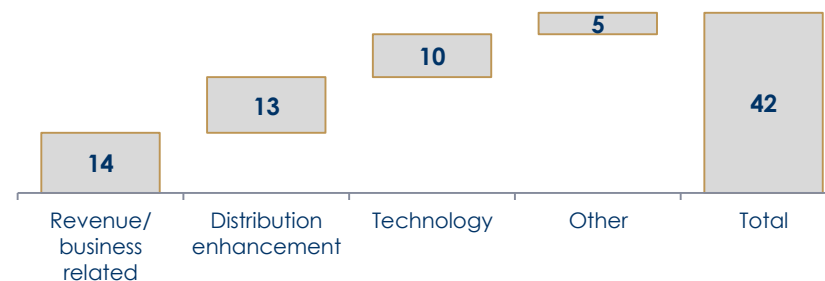 5
10
13
42
14
Revenue/
business
related
Distribution
enhancement
Technology
Other
Total